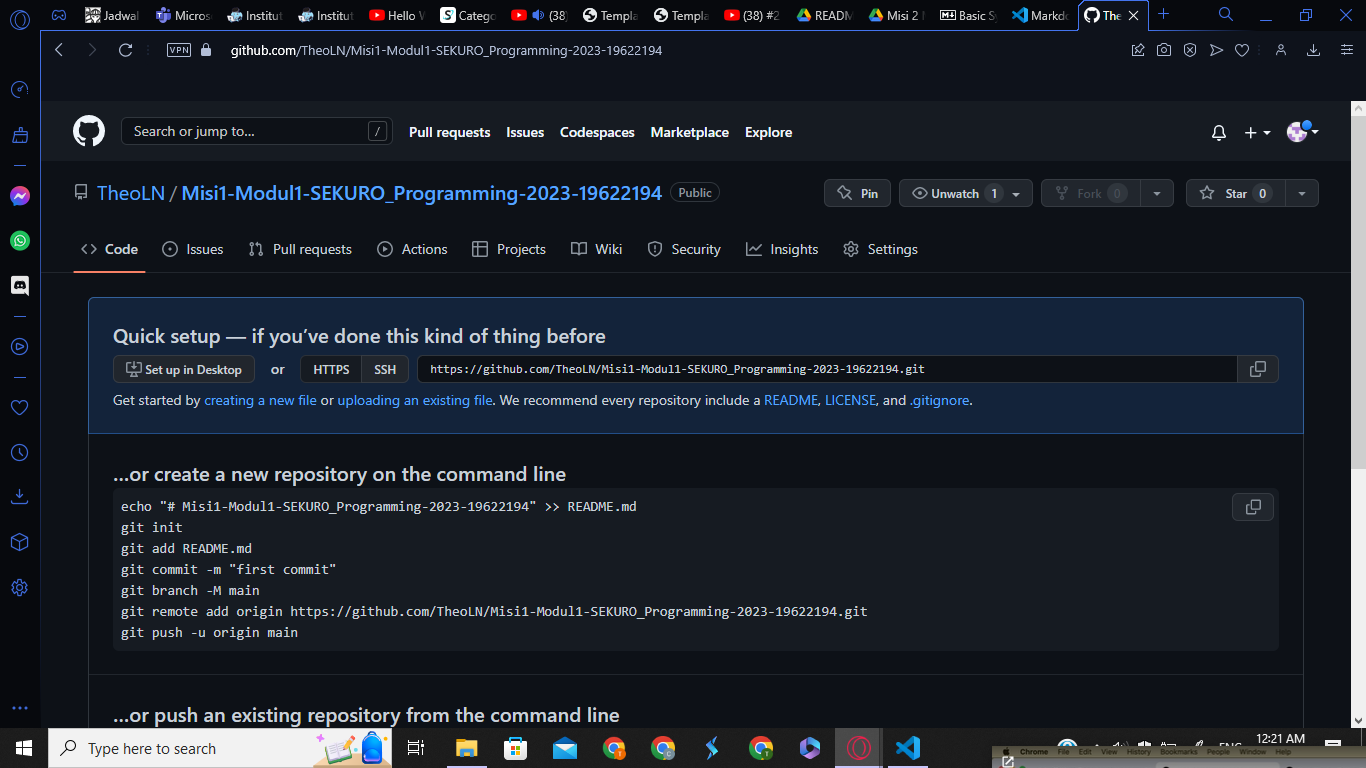 Jadwal
Micros
Institut
Institut
Hello W
Catego
(38)
Templa
Templa
(38) #2
READM
Misi 2 M
Basic Sy
Markdo
The
VPN
github.com/TheoLN/Misi1-Modul1-SEKURO_Programming-2023-19622194
Search or jump to...
/
Pull requests
Issues
Codespaces
Marketplace
Explore
TheoLN / Misi1-Modul1-SEKURO_Programming-2023-19622194 Public
Pin
Unwatch 1
Fork 0
Star 0
Code
Issues
Pull requests
Actions
Projects
Wiki
Security
Insights
Settings
Quick setup — if you've done this kind of thing before
Set up in Desktop or HTTPS SSH https://github.com/TheoLN/Misi1-Modul1-SEKURO_Programming-2023-19622194.git
Get started by creating a new file or uploading an existing file. We recommend every repository include a README, LICENSE, and .gitignore.
...or create a new repository on the command line
echo "# Misi1-Modul1-SEKURO_Programming-2023-19622194" >> README.md
git init
git add README.md
git commit -m "first commit"
git branch -M main
git remote add origin https://github.com/TheoLN/Misi1-Modul1-SEKURO_Programming-2023-19622194.git
git push -u origin main
...or push an existing repository from the command line
Type here to search
12:21 AM
Chrome File Edit View History Bookmarks People Window Help